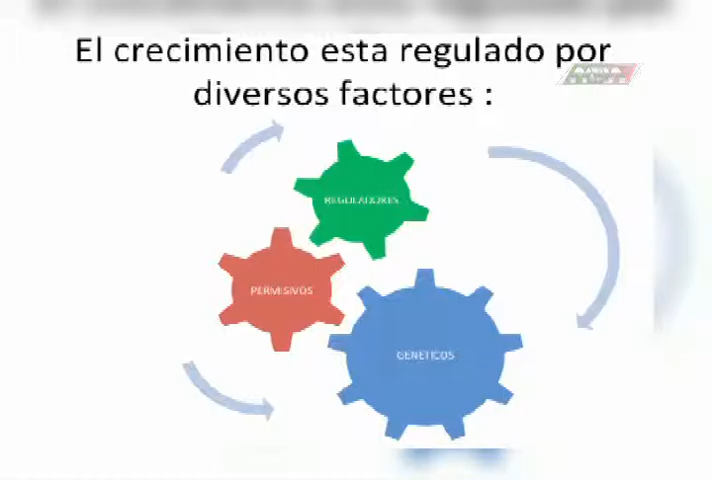 El crecimiento esta regulado por
diversos factores :
REGULADORES
PERMISIVOS
GENETICOS